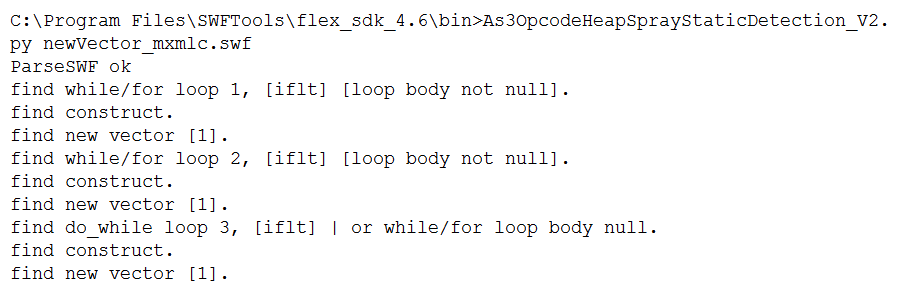 C:\Program Files\SWFTools\flex_sdk_4.6\bin>As3OpcodeHeapSprayStaticDetection_V2.
py newVector_mxmlc.swf
ParseSWF ok
find while/for loop 1, [iflt] [loop body not null].
find construct.
find new vector [1].
find while/for loop 2, [iflt] [loop body not null].
find construct.
find new vector [1].
find do_while loop 3, [iflt] | or while/for loop body null.
find construct.
find new vector [1].